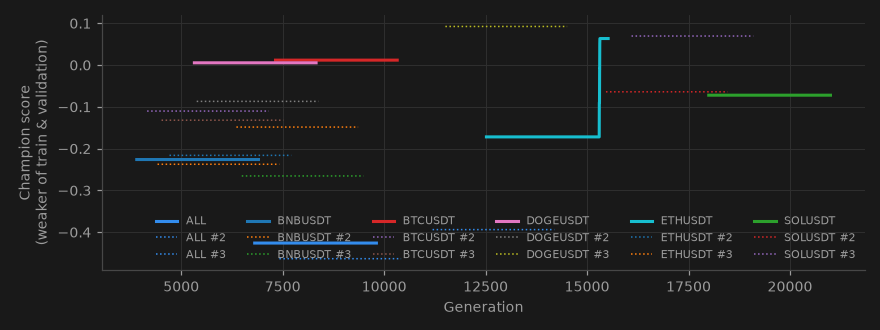 0.1
0.0
−0.1
−0.2
−0.3
−0.4
Champion score
(weaker of train & validation)
ALL BNBUSDT BTCUSDT DOGEUSDT ETHUSDT SOLUSDT
ALL #2 BNBUSDT #2 BTCUSDT #2 DOGEUSDT #2 ETHUSDT #2 SOLUSDT #2
ALL #3 BNBUSDT #3 BTCUSDT #3 DOGEUSDT #3 ETHUSDT #3 SOLUSDT #3
5000 7500 10000 12500 15000 17500 20000
Generation